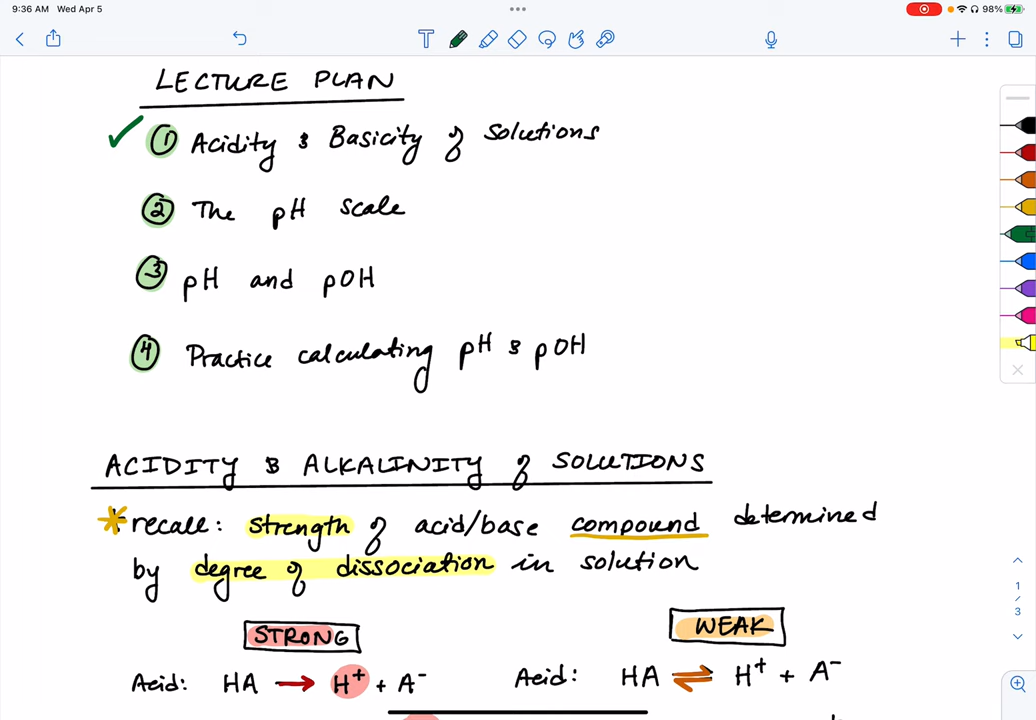 9:36 AM Wed Apr 5
98%
LECTURE PLAN
✓ ① Acidity & Basicity of solutions
② The pH scale
③ pH and pOH
④ Practice calculating pH & pOH
ACIDITY & ALKALINITY of SOLUTIONS
* recall: strength of acid/base compound determined
by degree of dissociation in solution
STRONG
WEAK
Acid: HA → H⁺ + A⁻
Acid: HA ⇌ H⁺ + A⁻
1
/
3